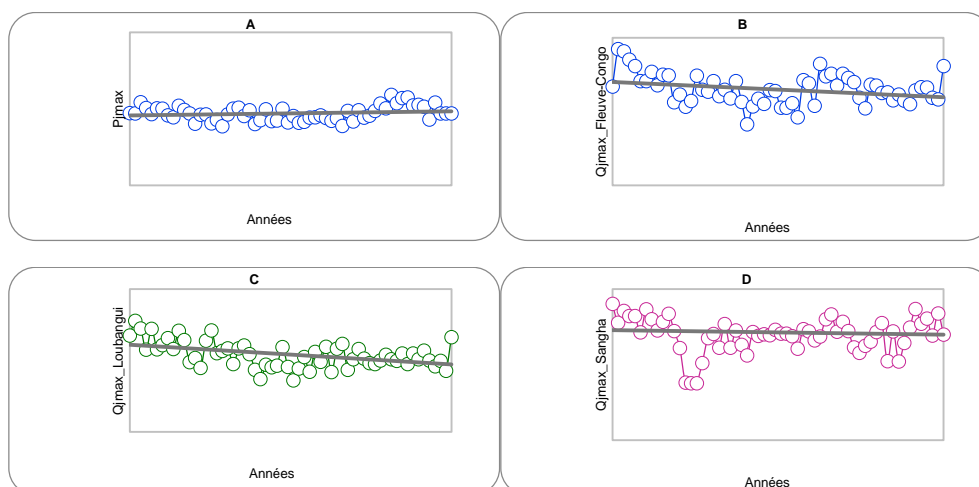 A
Pjmax
Années
B
Qjmax_Fleuve-Congo
Années
C
Qjmax_Loubangui
Années
D
Qjmax_Sangha
Années